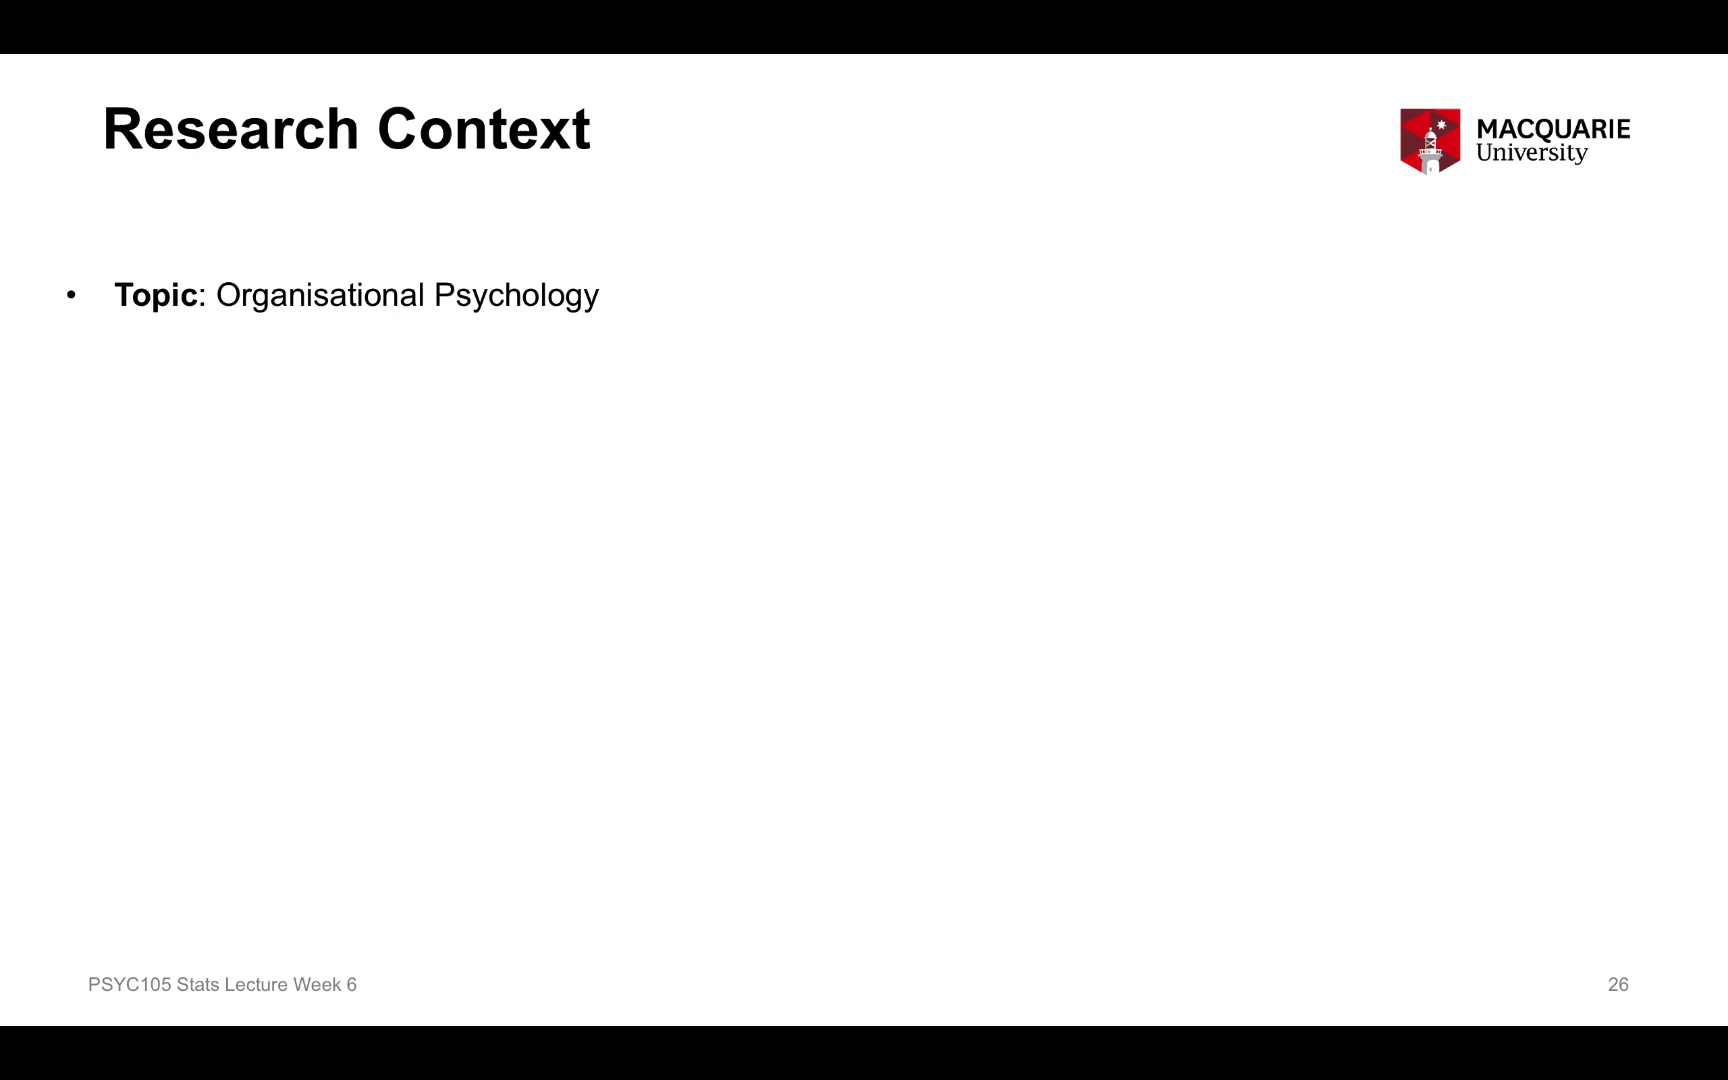 Research Context
MACQUARIE
University
• Topic: Organisational Psychology
PSYC105 Stats Lecture Week 6
26